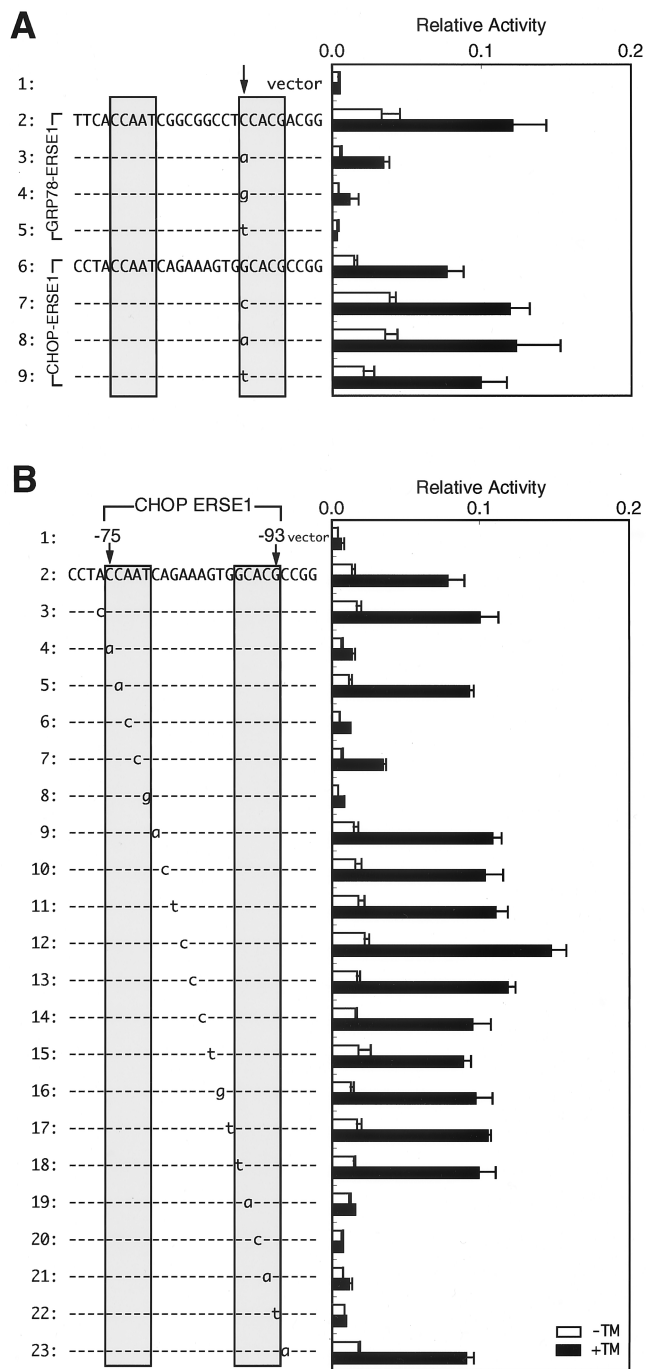 A
Relative Activity
0.0 0.1 0.2
1: vector
2: TTCACCAATCGGCGGCCTCCACGACGG
3: ------------------a--------
4: ------------------g--------
5: ------------------t--------
GRP78-ERSE1
6: CCTACCAATCAGAAAGTGGCACGCCGG
7: ------------------c--------
8: ------------------a--------
9: ------------------t--------
CHOP-ERSE1
B
Relative Activity
CHOP ERSE1
0.0 0.1 0.2
-75 -93
1: vector
2: CCTACCAATCAGAAAGTGGCACGCCGG
3: ---c-----------------------
4: ----a----------------------
5: -----a---------------------
6: ------c--------------------
7: -------c-------------------
8: --------g------------------
9: ---------a-----------------
10: ----------c----------------
11: -----------t---------------
12: ------------c--------------
13: -------------c-------------
14: --------------c------------
15: ---------------t-----------
16: ----------------g----------
17: -----------------t---------
18: ------------------t--------
19: -------------------a-------
20: --------------------c------
21: ---------------------a-----
22: ----------------------t----
23: -----------------------a---
-TM
+TM